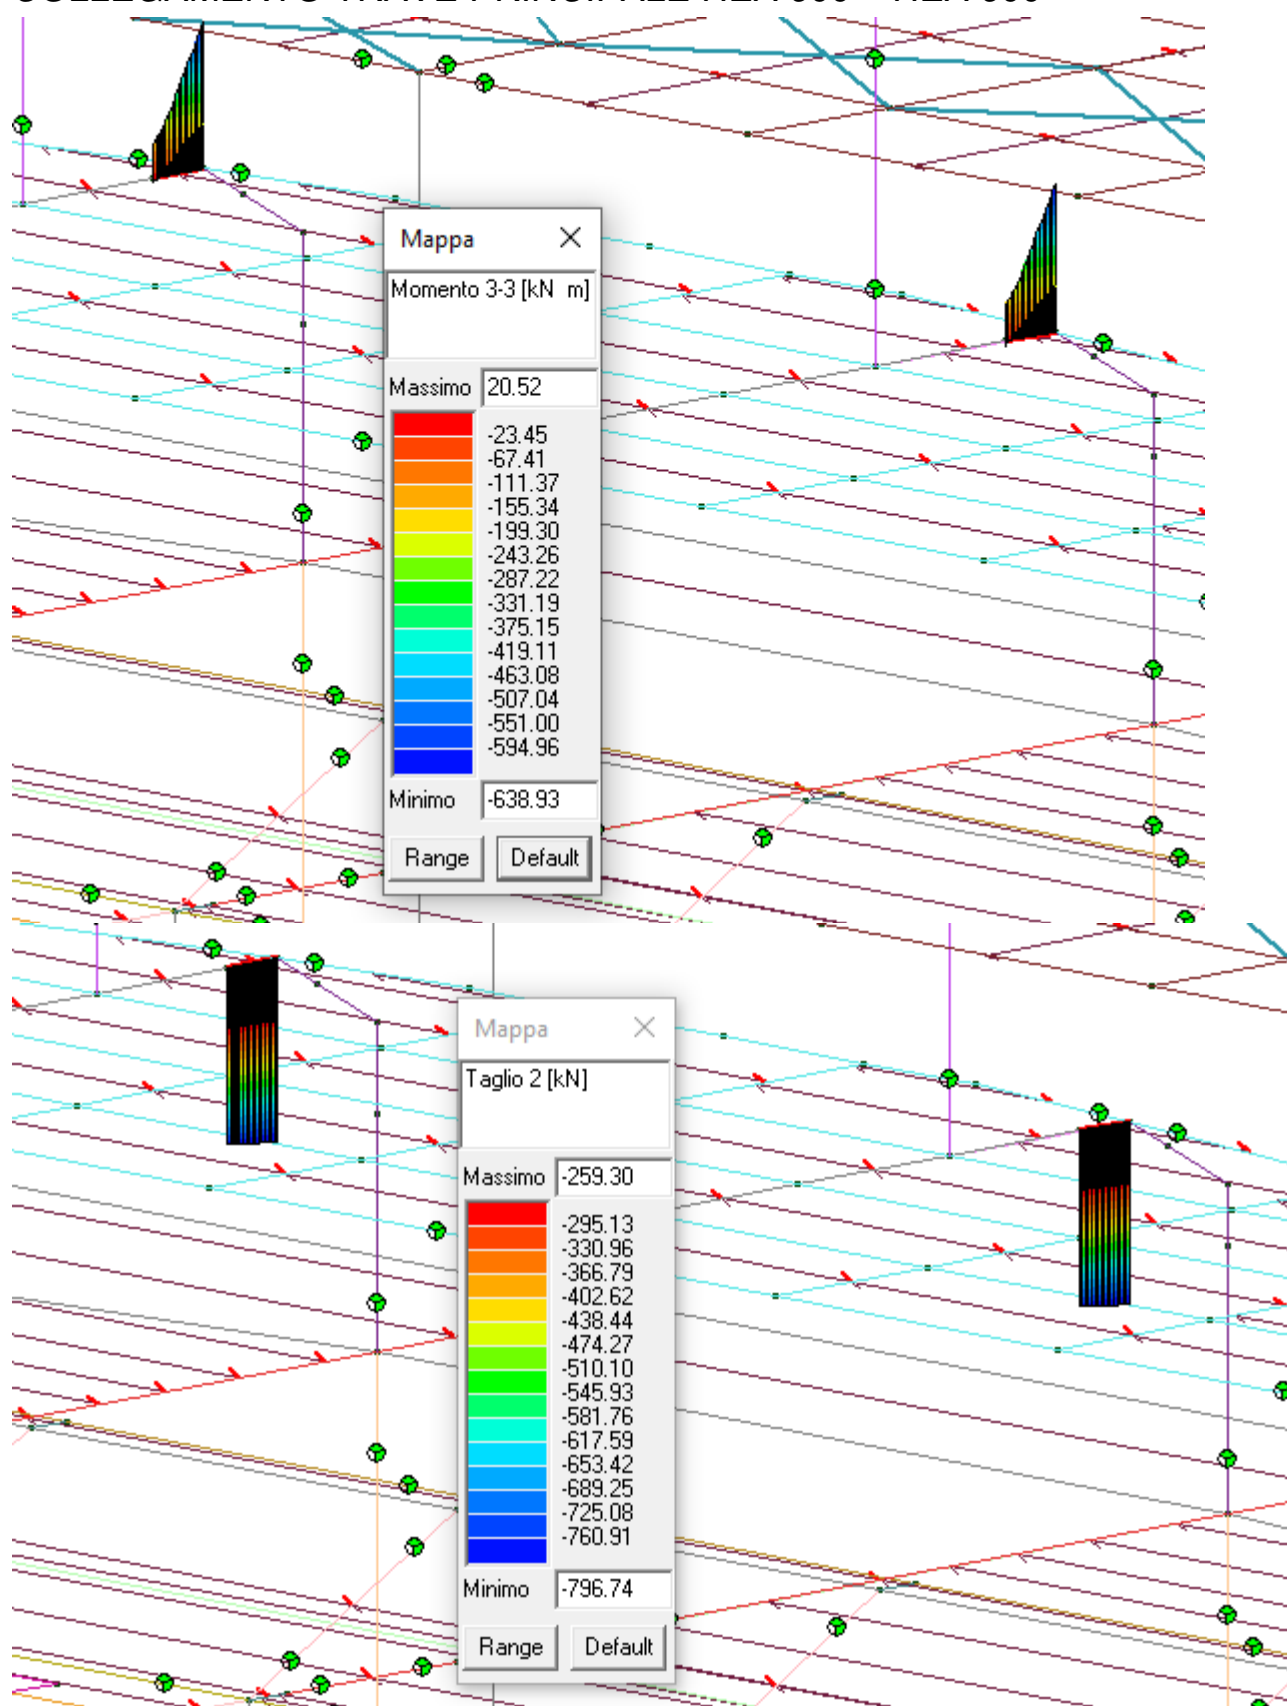 Mappa
Momento 3-3 [kN m]
Massimo 20.52
-23.45
-67.41
-111.37
-155.34
-199.30
-243.26
-287.22
-331.19
-375.15
-419.11
-463.08
-507.04
-551.00
-594.96
Minimo -638.93
Range Default
Mappa
Taglio 2 [kN]
Massimo -259.30
-295.13
-330.96
-366.79
-402.62
-438.44
-474.27
-510.10
-545.93
-581.76
-617.59
-653.42
-689.25
-725.08
-760.91
Minimo -796.74
Range Default